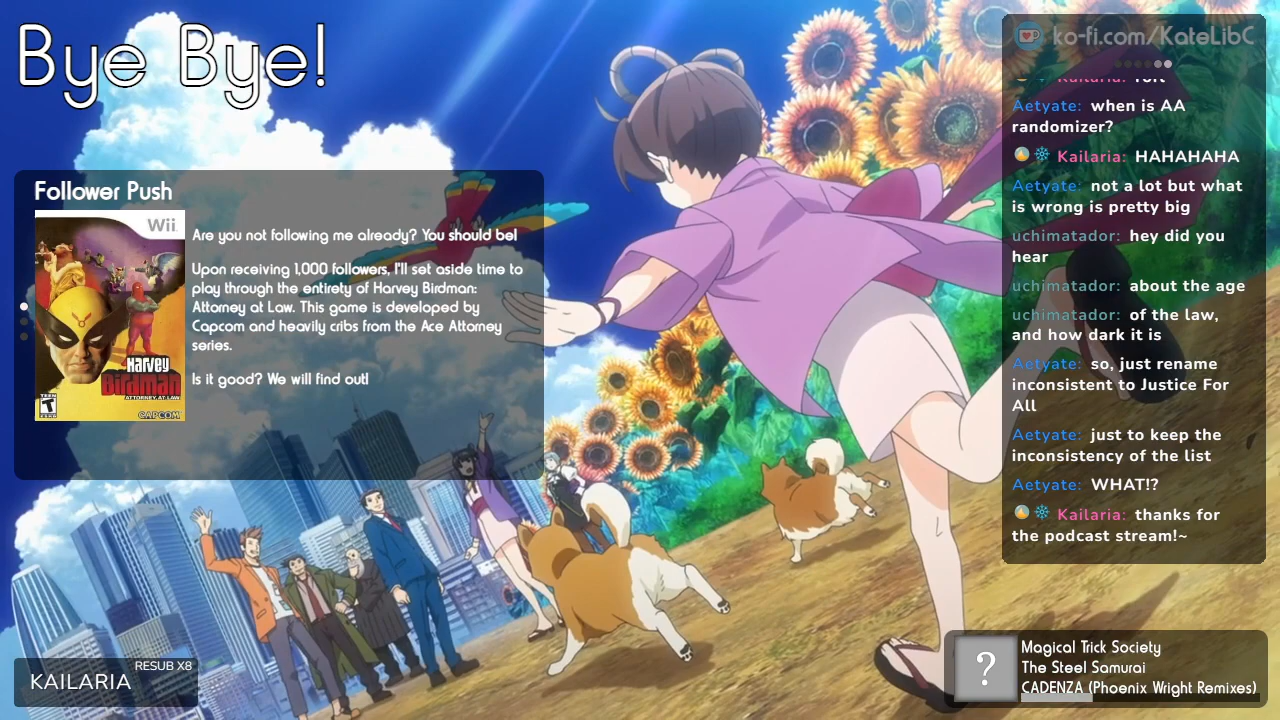 Bye Bye!
Follower Push
Wii
HARVEY
BIRDMAN
ATTORNEY AT LAW
TEEN
T
CAPCOM
Are you not following me already? You should be!
Upon receiving 1,000 followers, I'll set aside time to
play through the entirety of Harvey Birdman:
Attorney at Law. This game is developed by
Capcom and heavily cribs from the Ace Attorney
series.
Is it good? We will find out!
ko-fi.com/KateLibC
Kailaria: rofl
Aetyate: when is AA
randomizer?
Kailaria: HAHAHAHA
Aetyate: not a lot but what
is wrong is pretty big
uchimatador: hey did you
hear
uchimatador: about the age
uchimatador: of the law,
and how dark it is
Aetyate: so, just rename
inconsistent to Justice For
All
Aetyate: just to keep the
inconsistency of the list
Aetyate: WHAT!?
Kailaria: thanks for
the podcast stream!~
RESUB X8
KAILARIA
?
Magical Trick Society
The Steel Samurai
CADENZA (Phoenix Wright Remixes)